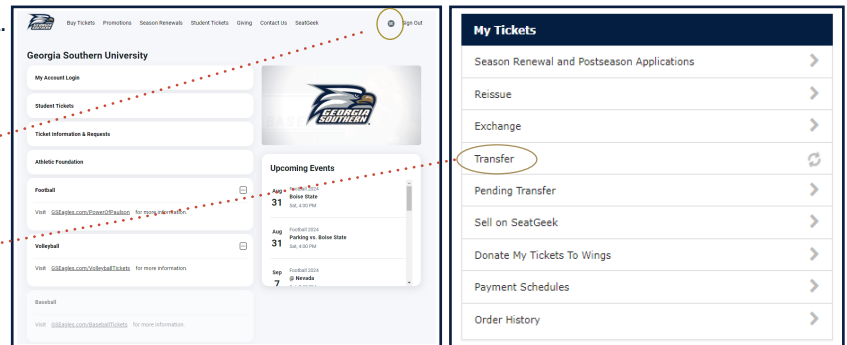 Buy Tickets Promotions Season Renewals Student Tickets Giving Contact Us SeatGeek Sign Out
Georgia Southern University
My Account Login
Student Tickets
Ticket Information & Requests
Athletic Foundation
Football
Visit GSEagles.com/PowerOfPaulson for more information.
Volleyball
Visit GSEagles.com/VolleyballTickets for more information.
Baseball
Visit GSEagles.com/BaseballTickets for more information.
GEORGIA
SOUTHERN
Upcoming Events
Aug
31
Football 2024
Boise State
Sat, 4:00 PM
Aug
31
Football 2024
Parking vs. Boise State
Sat, 4:00 PM
Sep
7
Football 2024
@ Nevada
My Tickets
Season Renewal and Postseason Applications
Reissue
Exchange
Transfer
Pending Transfer
Sell on SeatGeek
Donate My Tickets To Wings
Payment Schedules
Order History